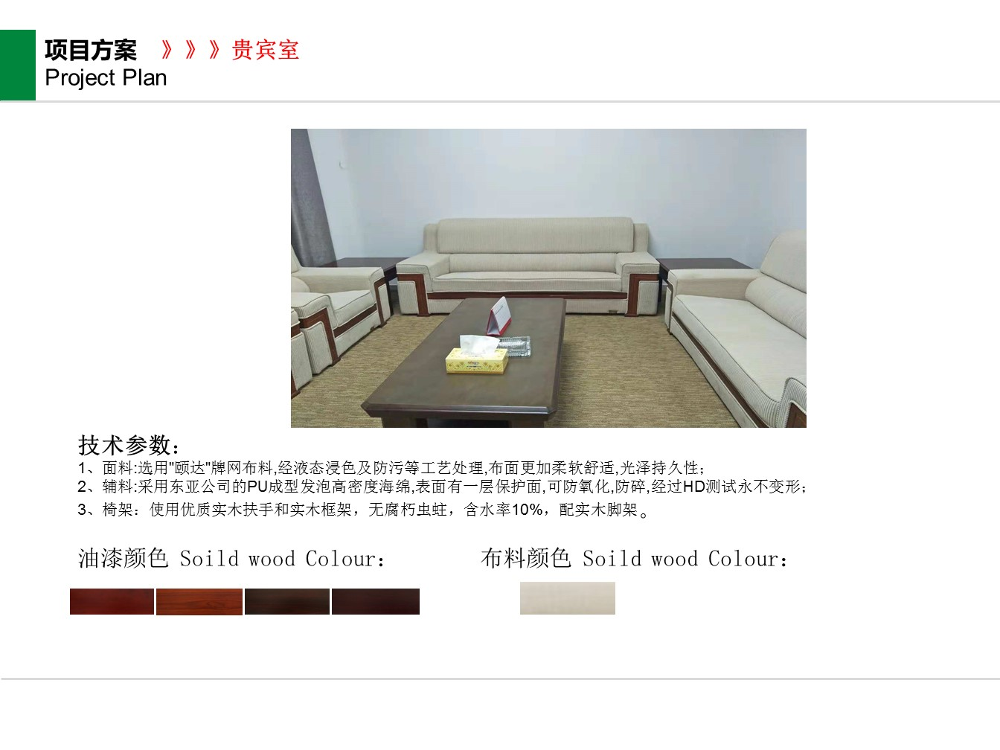 项目方案 》》》贵宾室
Project Plan
技术参数：
1、面料:选用"颐达"牌网布料,经液态浸色及防污等工艺处理,布面更加柔软舒适,光泽持久性；
2、辅料:采用东亚公司的PU成型发泡高密度海绵,表面有一层保护面,可防氧化,防碎,经过HD测试永不变形；
3、椅架：使用优质实木扶手和实木框架，无腐朽虫蛀，含水率10%，配实木脚架。
油漆颜色 Soild wood Colour：
布料颜色 Soild wood Colour：